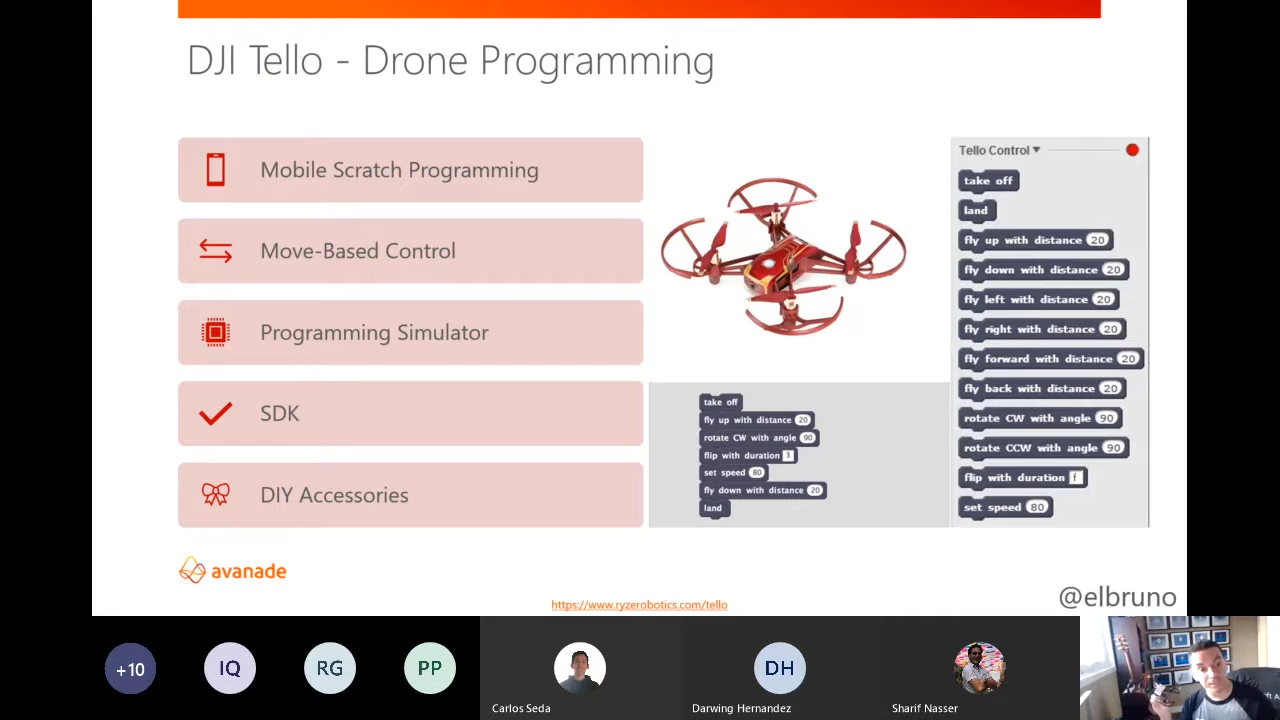 DJI Tello - Drone Programming
Mobile Scratch Programming
Move-Based Control
Programming Simulator
SDK
DIY Accessories
Tello Control
take off
land
fly up with distance 20
fly down with distance 20
fly left with distance 20
fly right with distance 20
fly forward with distance 20
fly back with distance 20
rotate CW with angle 90
rotate CCW with angle 90
flip with duration f
set speed 80
take off
fly up with distance 20
rotate CW with angle 90
flip with duration
set speed 80
fly down with distance 20
land
avanade
https://www.ryzerobotics.com/tello
@elbruno
+10
IQ
RG
PP
DH
Carlos Seda
Darwing Hernandez
Sharif Nasser